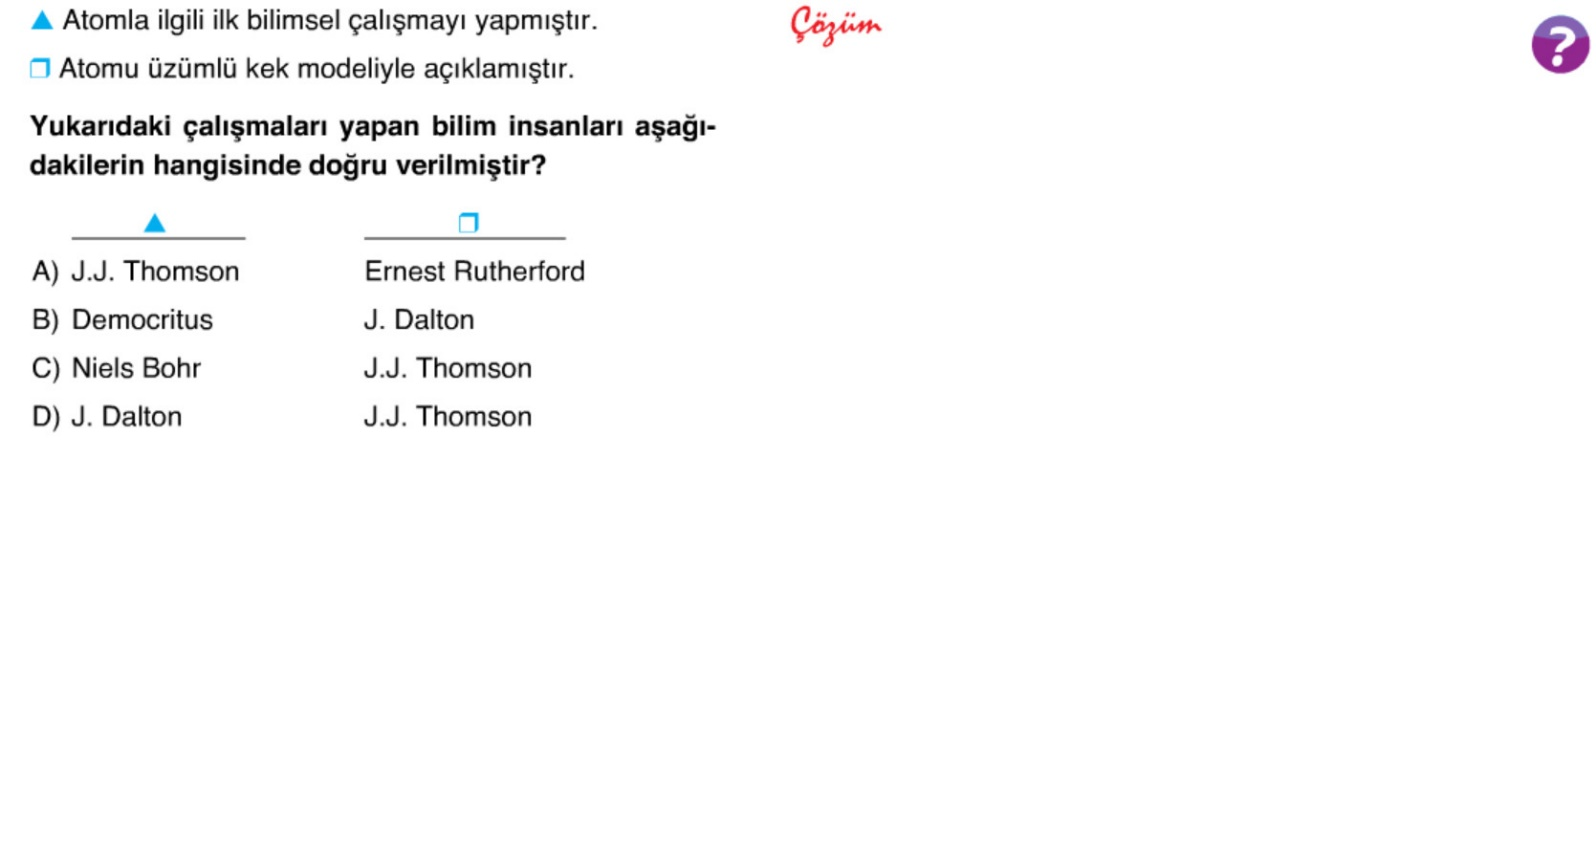 ▲ Atomla ilgili ilk bilimsel çalışmayı yapmıştır.
❒ Atomu üzümlü kek modeliyle açıklamıştır.
Yukarıdaki çalışmaları yapan bilim insanları aşağı-
dakilerin hangisinde doğru verilmiştir?
▲ ❒
A) J.J. Thomson Ernest Rutherford
B) Democritus J. Dalton
C) Niels Bohr J.J. Thomson
D) J. Dalton J.J. Thomson
Çözüm
?